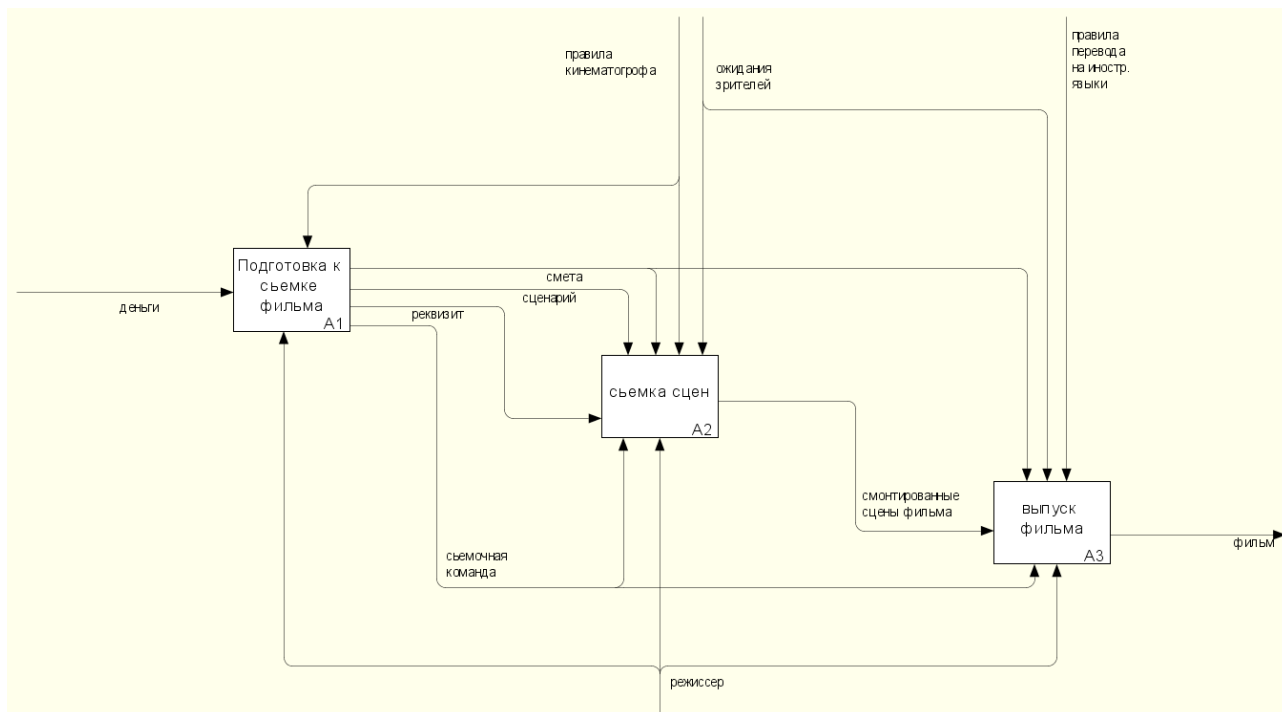 правила
кинематогрофа
ожидания
зрителей
правила
перевода
на иностр.
языки
Подготовка к
сьемке
фильма
A1
деньги
смета
сценарий
реквизит
сьемка сцен
A2
смонтированные
сцены фильма
выпуск
фильма
A3
фильм
сьемочная
команда
режиссер